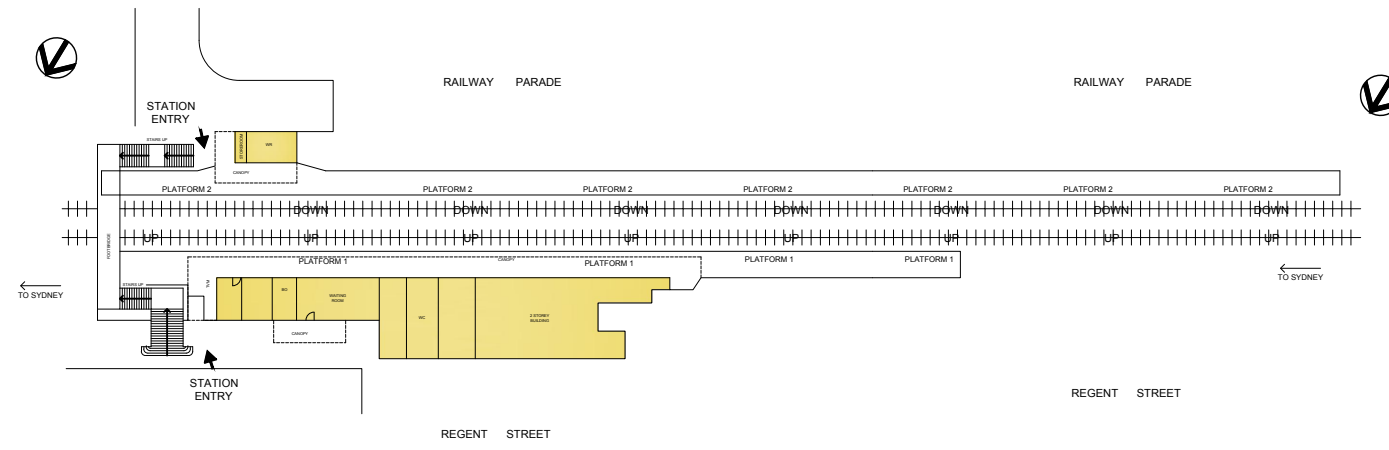 RAILWAY PARADE
RAILWAY PARADE
STATION
ENTRY
STAIRS UP
STOREROOM
WR
CANOPY
PLATFORM 2
PLATFORM 2
PLATFORM 2
PLATFORM 2
PLATFORM 2
PLATFORM 2
PLATFORM 2
DOWN
DOWN
DOWN
DOWN
DOWN
DOWN
DOWN
UP
UP
UP
UP
UP
UP
UP
UP
FOOTBRIDGE
PLATFORM 1
CANOPY
PLATFORM 1
PLATFORM 1
PLATFORM 1
TO SYDNEY
TO SYDNEY
STAIRS UP
BO
WAITING
ROOM
WC
2 STOREY
BUILDING
CANOPY
STATION
ENTRY
REGENT STREET
REGENT STREET